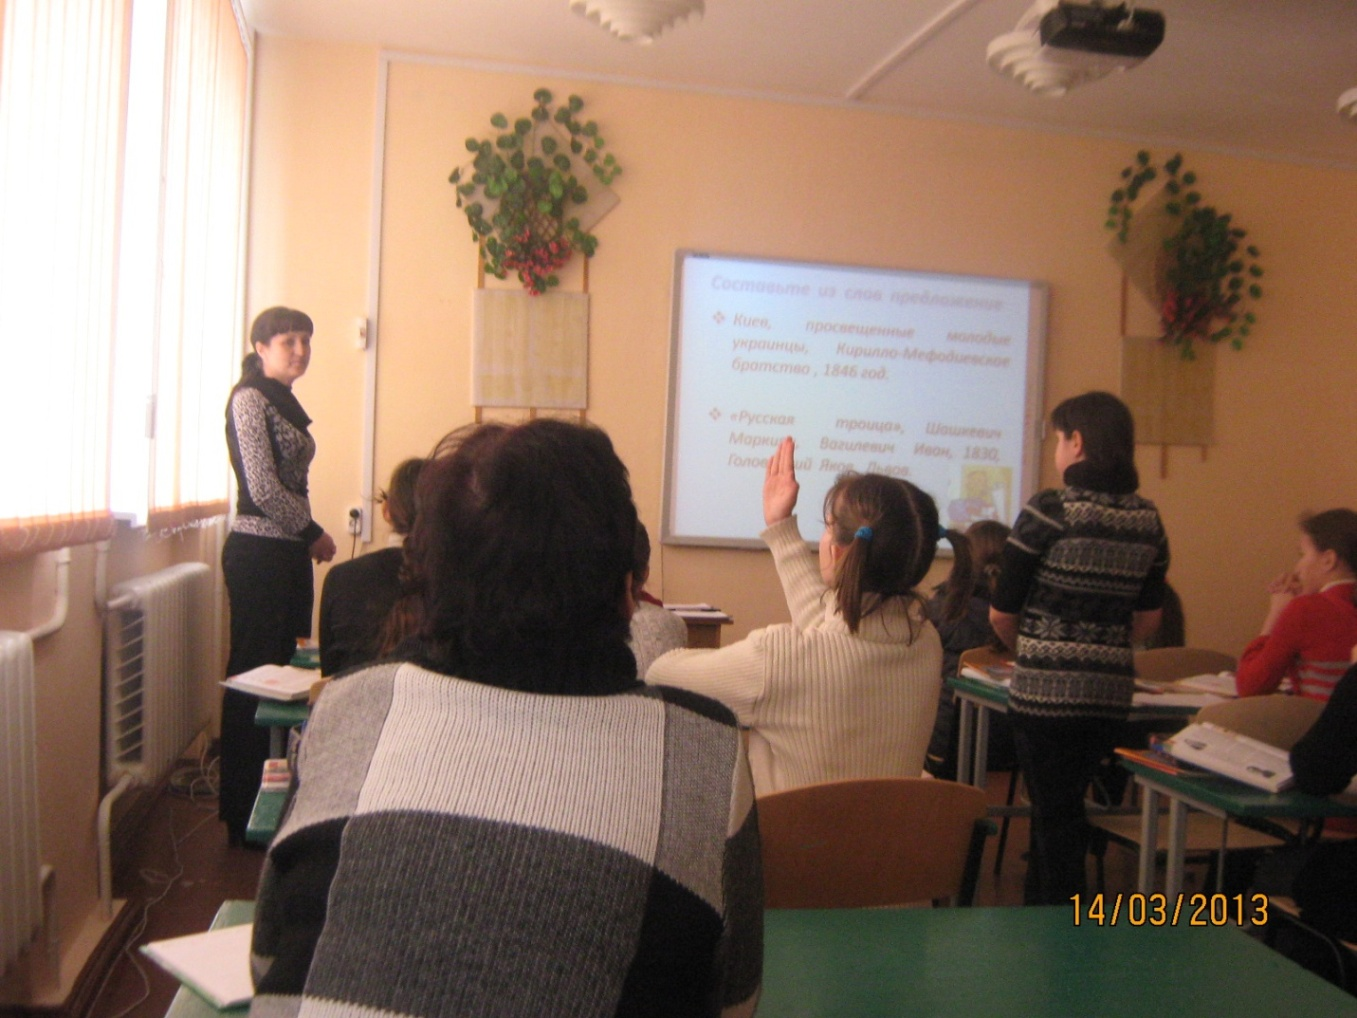 Составьте из слов предложение
Киев, просвещенные молодые
украинцы, Кирилло-Мефодиевское
братство , 1846 год.
«Русская троица», Шашкевич
Вагилевич Иван, 1830,
Яков, Львов.
14/03/2013